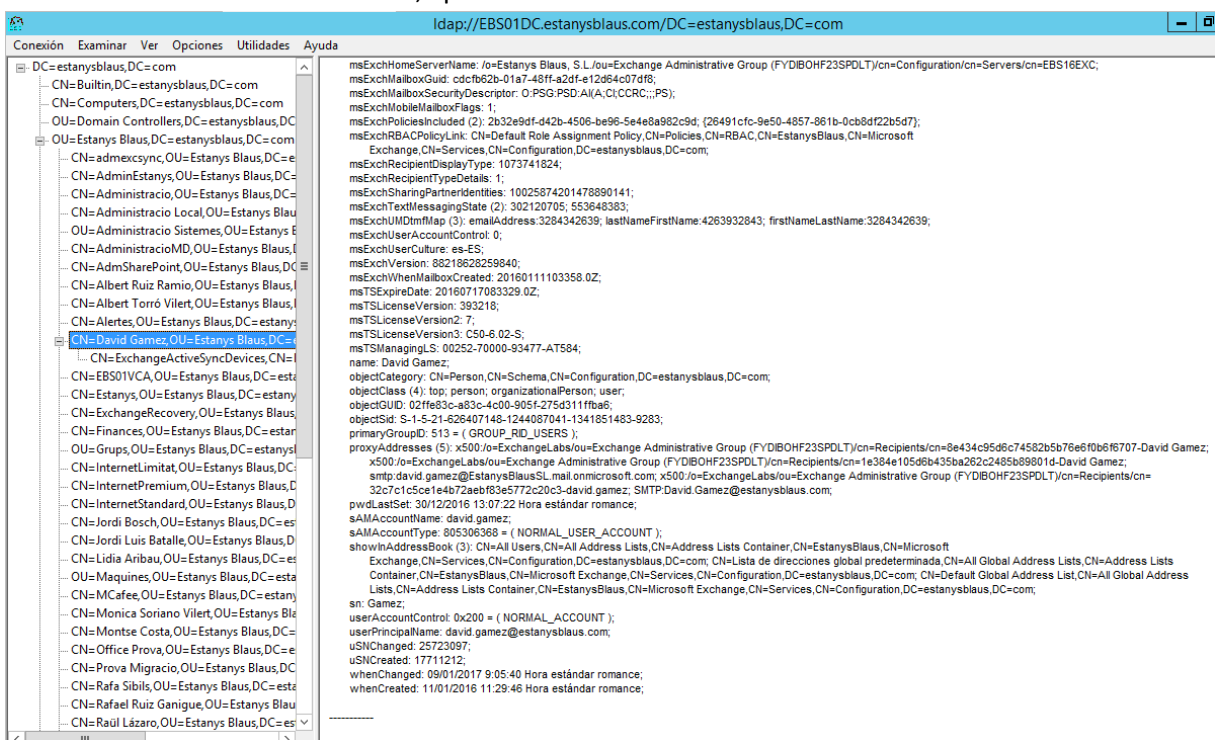 ldap://EBS01DC.estanysblaus.com/DC=estanysblaus,DC=com
Conexión Examinar Ver Opciones Utilidades Ayuda
DC=estanysblaus,DC=com
CN=Builtin,DC=estanysblaus,DC=com
CN=Computers,DC=estanysblaus,DC=com
OU=Domain Controllers,DC=estanysblaus,DC
OU=Estanys Blaus,DC=estanysblaus,DC=com
CN=admexcsync,OU=Estanys Blaus,DC=e
CN=AdminEstanys,OU=Estanys Blaus,DC=
CN=Administracio,OU=Estanys Blaus,DC=
CN=Administracio Local,OU=Estanys Blau
OU=Administracio Sistemes,OU=Estanys E
CN=AdministracioMD,OU=Estanys Blaus,D
CN=AdmSharePoint,OU=Estanys Blaus,DC
CN=Albert Ruiz Ramio,OU=Estanys Blaus,I
CN=Albert Torró Vilert,OU=Estanys Blaus,I
CN=Alertes,OU=Estanys Blaus,DC=estanys
CN=David Gamez,OU=Estanys Blaus,DC=e
CN=ExchangeActiveSyncDevices,CN=I
CN=EBS01VCA,OU=Estanys Blaus,DC=esta
CN=Estanys,OU=Estanys Blaus,DC=estany
CN=ExchangeRecovery,OU=Estanys Blaus,
CN=Finances,OU=Estanys Blaus,DC=estar
OU=Grups,OU=Estanys Blaus,DC=estanysl
CN=InternetLimitat,OU=Estanys Blaus,DC:
CN=InternetPremium,OU=Estanys Blaus,D
CN=InternetStandard,OU=Estanys Blaus,D
CN=Jordi Bosch,OU=Estanys Blaus,DC=es
CN=Jordi Luis Batalle,OU=Estanys Blaus,D
CN=Lidia Aribau,OU=Estanys Blaus,DC=es
OU=Maquines,OU=Estanys Blaus,DC=esta
CN=MCafee,OU=Estanys Blaus,DC=estany
CN=Monica Soriano Vilert,OU=Estanys Bla
CN=Montse Costa,OU=Estanys Blaus,DC=
CN=Office Prova,OU=Estanys Blaus,DC=e
CN=Prova Migracio,OU=Estanys Blaus,DC
CN=Rafa Sibils,OU=Estanys Blaus,DC=esta
CN=Rafael Ruiz Ganigue,OU=Estanys Blau
CN=Raül Lázaro,OU=Estanys Blaus,DC=es
msExchHomeServerName: /o=Estanys Blaus, S.L./ou=Exchange Administrative Group (FYDIBOHF23SPDLT)/cn=Configuration/cn=Servers/cn=EBS16EXC;
msExchMailboxGuid: cdcfb62b-01a7-48ff-a2df-e12d64c07df8;
msExchMailboxSecurityDescriptor: O:PSG:PSD:AI(A;CI;CCRC;;;PS);
msExchMobileMailboxFlags: 1;
msExchPoliciesIncluded (2): 2b32e9df-d42b-4506-be96-5e4e8a982c9d; {26491cfc-9e50-4857-861b-0cb8df22b5d7};
msExchRBACPolicyLink: CN=Default Role Assignment Policy,CN=Policies,CN=RBAC,CN=EstanysBlaus,CN=Microsoft
Exchange,CN=Services,CN=Configuration,DC=estanysblaus,DC=com;
msExchRecipientDisplayType: 1073741824;
msExchRecipientTypeDetails: 1;
msExchSharingPartnerIdentities: 10025874201478890141;
msExchTextMessagingState (2): 302120705; 553648383;
msExchUMDtmfMap (3): emailAddress:3284342639; lastNameFirstName:4263932843; firstNameLastName:3284342639;
msExchUserAccountControl: 0;
msExchUserCulture: es-ES;
msExchVersion: 88218628259840;
msExchWhenMailboxCreated: 20160111103358.0Z;
msTSExpireDate: 20160717083329.0Z;
msTSLicenseVersion: 393218;
msTSLicenseVersion2: 7;
msTSLicenseVersion3: C50-6.02-S;
msTSManagingLS: 00252-70000-93477-AT584;
name: David Gamez;
objectCategory: CN=Person,CN=Schema,CN=Configuration,DC=estanysblaus,DC=com;
objectClass (4): top; person; organizationalPerson; user;
objectGUID: 02ffe83c-a83c-4c00-905f-275d311ffba6;
objectSid: S-1-5-21-626407148-1244087041-1341851483-9283;
primaryGroupID: 513 = ( GROUP_RID_USERS );
proxyAddresses (5): x500:/o=ExchangeLabs/ou=Exchange Administrative Group (FYDIBOHF23SPDLT)/cn=Recipients/cn=8e434c95d6c74582b5b76e6f0b6f6707-David Gamez;
x500:/o=ExchangeLabs/ou=Exchange Administrative Group (FYDIBOHF23SPDLT)/cn=Recipients/cn=1e384e105d6b435ba262c2485b89801d-David Gamez;
smtp:david.gamez@EstanysBlausSL.mail.onmicrosoft.com; x500:/o=ExchangeLabs/ou=Exchange Administrative Group (FYDIBOHF23SPDLT)/cn=Recipients/cn=
32c7c1c5ce1e4b72aebf83e5772c20c3-david.gamez; SMTP:David.Gamez@estanysblaus.com;
pwdLastSet: 30/12/2016 13:07:22 Hora estándar romance;
sAMAccountName: david.gamez;
sAMAccountType: 805306368 = ( NORMAL_USER_ACCOUNT );
showInAddressBook (3): CN=All Users,CN=All Address Lists,CN=Address Lists Container,CN=EstanysBlaus,CN=Microsoft
Exchange,CN=Services,CN=Configuration,DC=estanysblaus,DC=com; CN=Lista de direcciones global predeterminada,CN=All Global Address Lists,CN=Address Lists
Container,CN=EstanysBlaus,CN=Microsoft Exchange,CN=Services,CN=Configuration,DC=estanysblaus,DC=com; CN=Default Global Address List,CN=All Global Address
Lists,CN=Address Lists Container,CN=EstanysBlaus,CN=Microsoft Exchange,CN=Services,CN=Configuration,DC=estanysblaus,DC=com;
sn: Gamez;
userAccountControl: 0x200 = ( NORMAL_ACCOUNT );
userPrincipalName: david.gamez@estanysblaus.com;
uSNChanged: 25723097;
uSNCreated: 17711212;
whenChanged: 09/01/2017 9:05:40 Hora estándar romance;
whenCreated: 11/01/2016 11:29:46 Hora estándar romance;
-----------